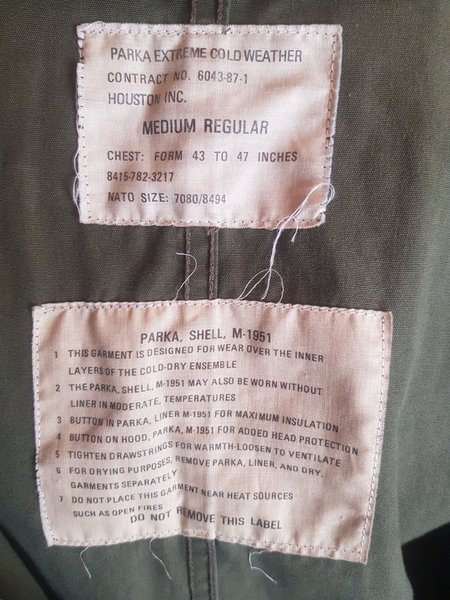 PARKA EXTREME COLD WEATHER
CONTRACT NO. 6043-87-1
HOUSTON INC.
MEDIUM REGULAR
CHEST: FORM 43 TO 47 INCHES
8415-782-3217
NATO SIZE: 7080/8494
PARKA, SHELL, M-1951
1 THIS GARMENT IS DESIGNED FOR WEAR OVER THE INNER
LAYERS OF THE COLD-DRY ENSEMBLE
2 THE PARKA, SHELL, M-1951 MAY ALSO BE WORN WITHOUT
LINER IN MODERATE, TEMPERATURES
3 BUTTON IN PARKA, LINER M-1951 FOR MAXIMUM INSULATION
4 BUTTON ON HOOD, PARKA, M-1951 FOR ADDED HEAD PROTECTION
5 TIGHTEN DRAWSTRINGS FOR WARMTH-LOOSEN TO VENTILATE
6 FOR DRYING PURPOSES, REMOVE PARKA, LINER, AND DRY.
GARMENTS SEPARATELY
7 DO NOT PLACE THIS GARMENT NEAR HEAT SOURCES
SUCH AS OPEN FIRES
DO NOT REMOVE THIS LABEL